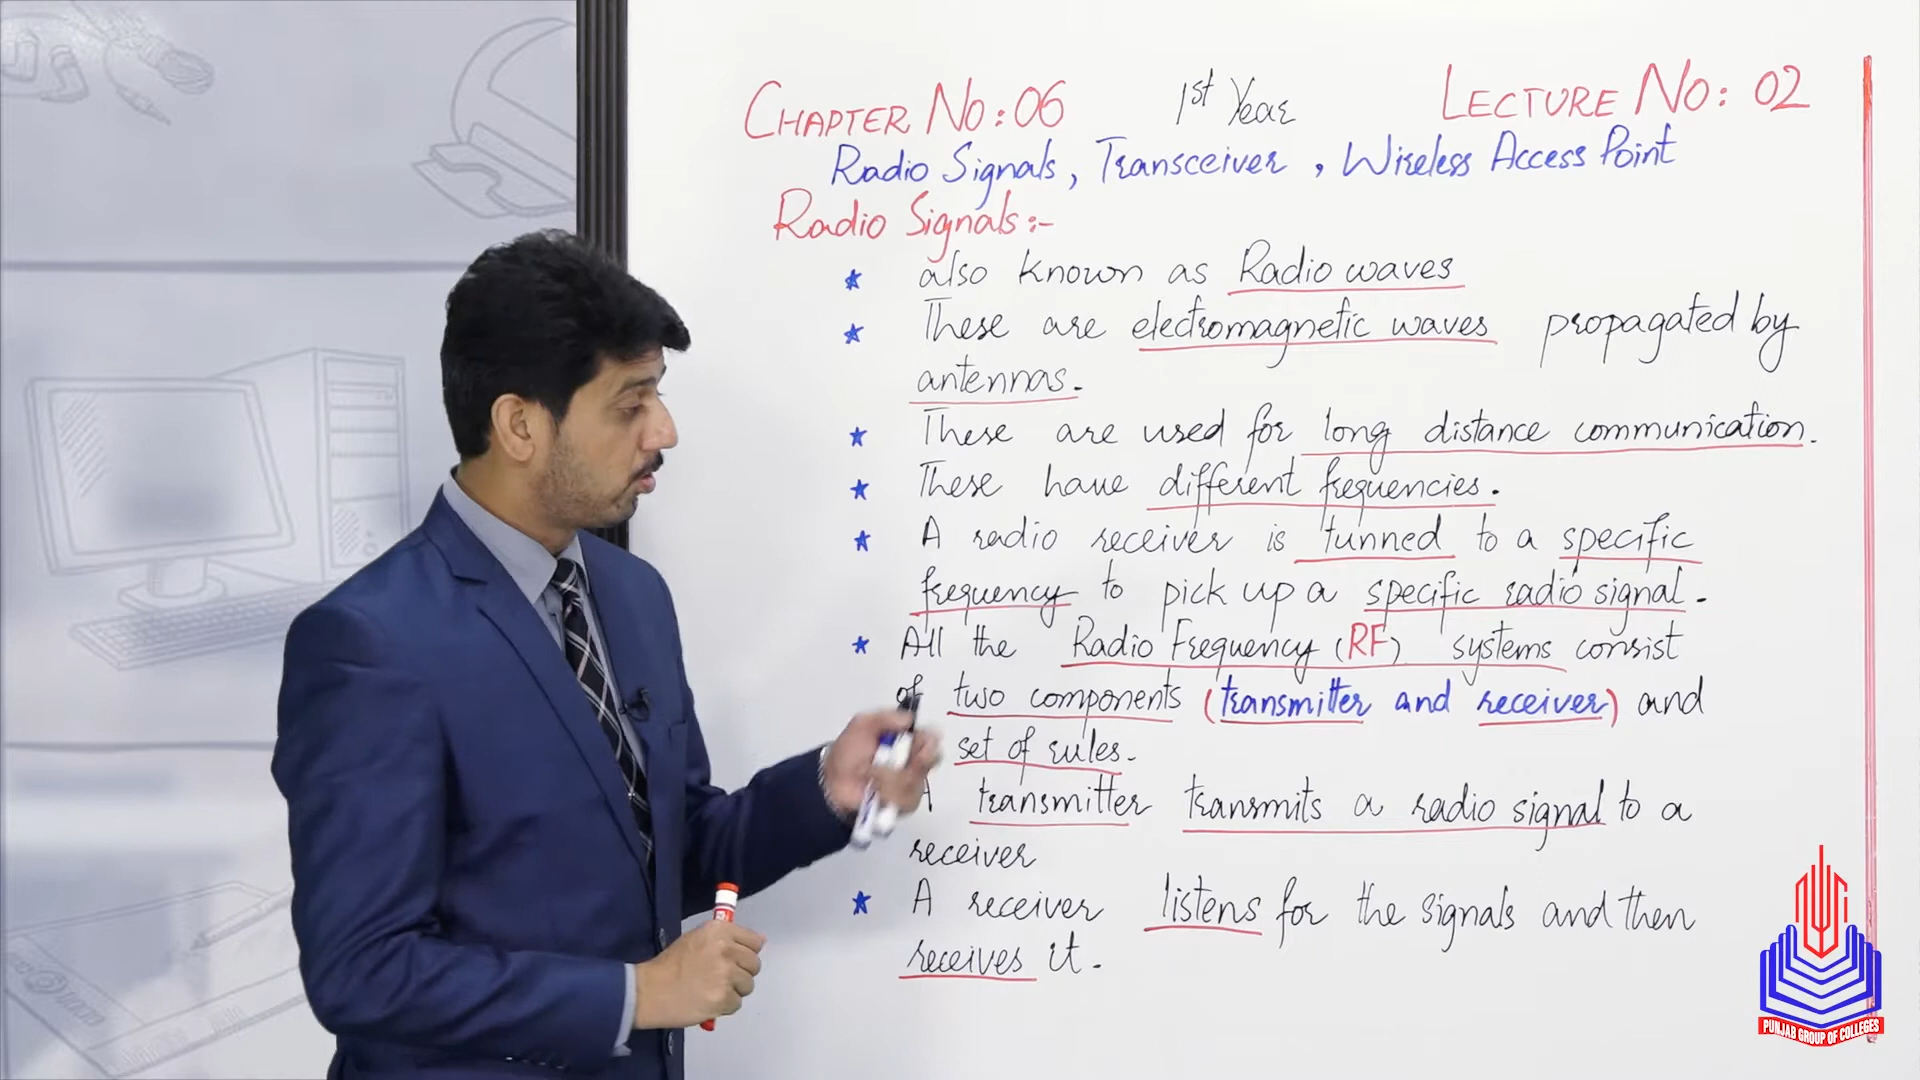 CHAPTER NO: 06 1st Year LECTURE NO: 02
Radio Signals, Transceiver, Wireless Access Point
Radio Signals:-
★ also known as Radio waves
★ These are electromagnetic waves propagated by
antennas.
★ These are used for long distance communication.
★ These have different frequencies.
★ A radio receiver is tunned to a specific
frequency to pick up a specific radio signal.
★ All the Radio Frequency (RF) systems consist
of two components (transmitter and receiver) and
set of rules.
A transmitter transmits a radio signal to a
receiver
★ A receiver listens for the signals and then
receives it.
PUNJAB GROUP OF COLLEGES